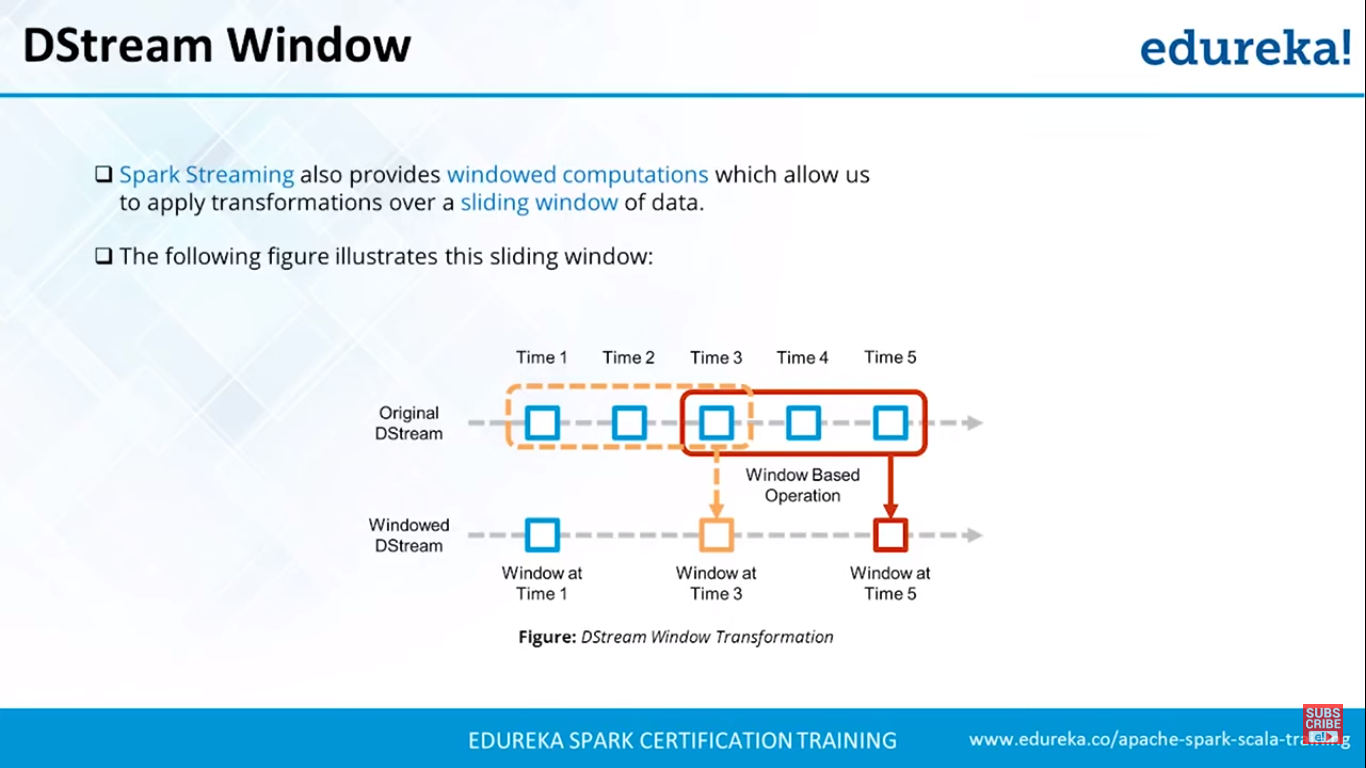 DStream Window
edureka!
❑ Spark Streaming also provides windowed computations which allow us
to apply transformations over a sliding window of data.
❑ The following figure illustrates this sliding window:
Time 1 Time 2 Time 3 Time 4 Time 5
Original
DStream
Window Based
Operation
Windowed
DStream
Window at
Time 1
Window at
Time 3
Window at
Time 5
Figure: DStream Window Transformation
EDUREKA SPARK CERTIFICATION TRAINING
www.edureka.co/apache-spark-scala-training
SUBS
CRIBE
e!